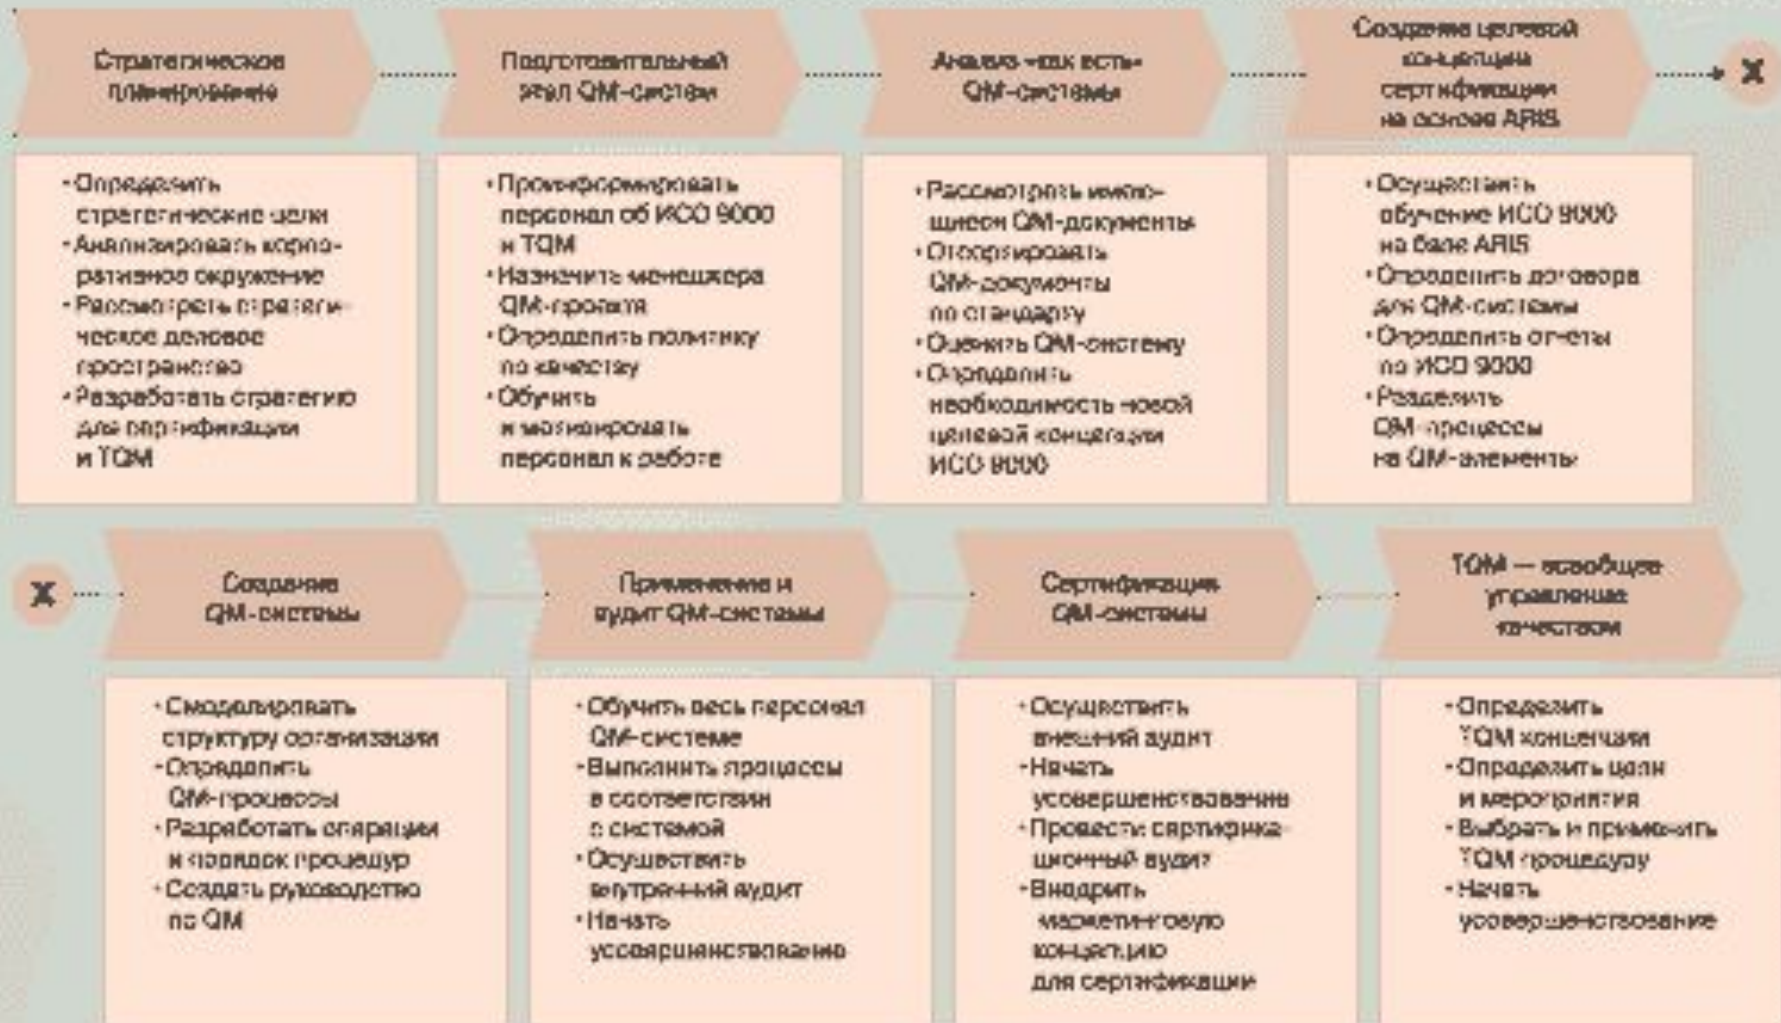 Стратегическое
планирование
Подготовительный
этап QM-систем
Анализ «как есть»
QM-системы
Создание целевой
концепции
сертификации
на основе ARIS
X
• Определить
стратегические цели
• Анализировать корпо-
ративное окружение
• Рассмотреть стратеги-
ческое деловое
пространство
• Разработать стратегию
для сертификации
и TQM
• Проинформировать
персонал об ИСО 9000
и TQM
• Назначить менеджера
QM-проекта
• Определить политику
по качеству
• Обучить
и мотивировать
персонал к работе
• Рассмотреть имею-
щиеся QM-документы
• Отсортировать
QM-документы
по стандарту
• Оценить QM-систему
• Определить
необходимость новой
целевой концепции
ИСО 9000
• Осуществить
обучение ИСО 9000
на базе ARIS
• Определить договора
для QM-системы
• Определить отчеты
по ИСО 9000
• Разделить
QM-процессы
на QM-элементы
X
Создание
QM-системы
Применение и
аудит QM-системы
Сертификация
QM-системы
TQM — всеобщее
управление
качеством
• Смоделировать
структуру организации
• Определить
QM-процессы
• Разработать операции
и порядок процедур
• Создать руководство
по QM
• Обучить весь персонал
QM-системе
• Выполнить процессы
в соответствии
с системой
• Осуществить
внутренний аудит
• Начать
усовершенствование
• Осуществить
внешний аудит
• Начать
усовершенствование
• Провести сертифика-
ционный аудит
• Внедрить
маркетинговую
концепцию
для сертификации
• Определить
TQM концепции
• Определить цели
и мероприятия
• Выбрать и применить
TQM процедуру
• Начать
усовершенствование